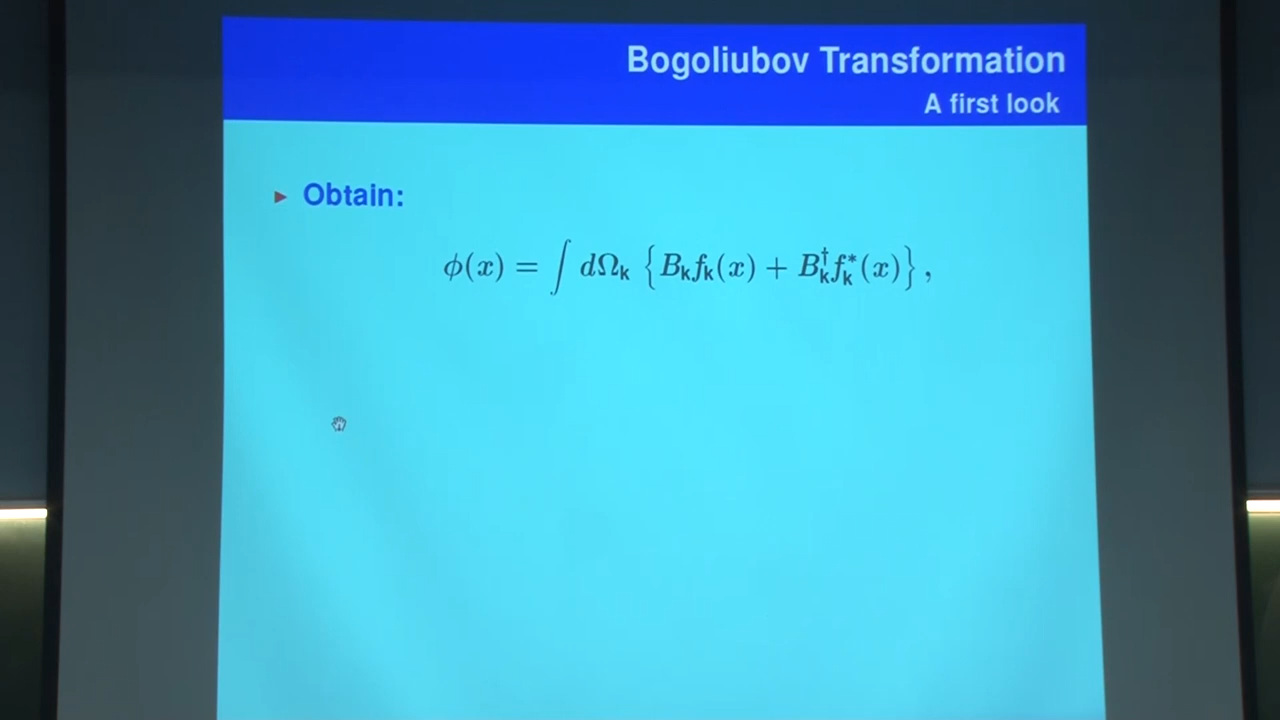 Bogoliubov Transformation
A first look
▶ Obtain:
ϕ(x) = ∫ dΩ_k {B_k f_k(x) + B_k^† f_k^*(x)} ,